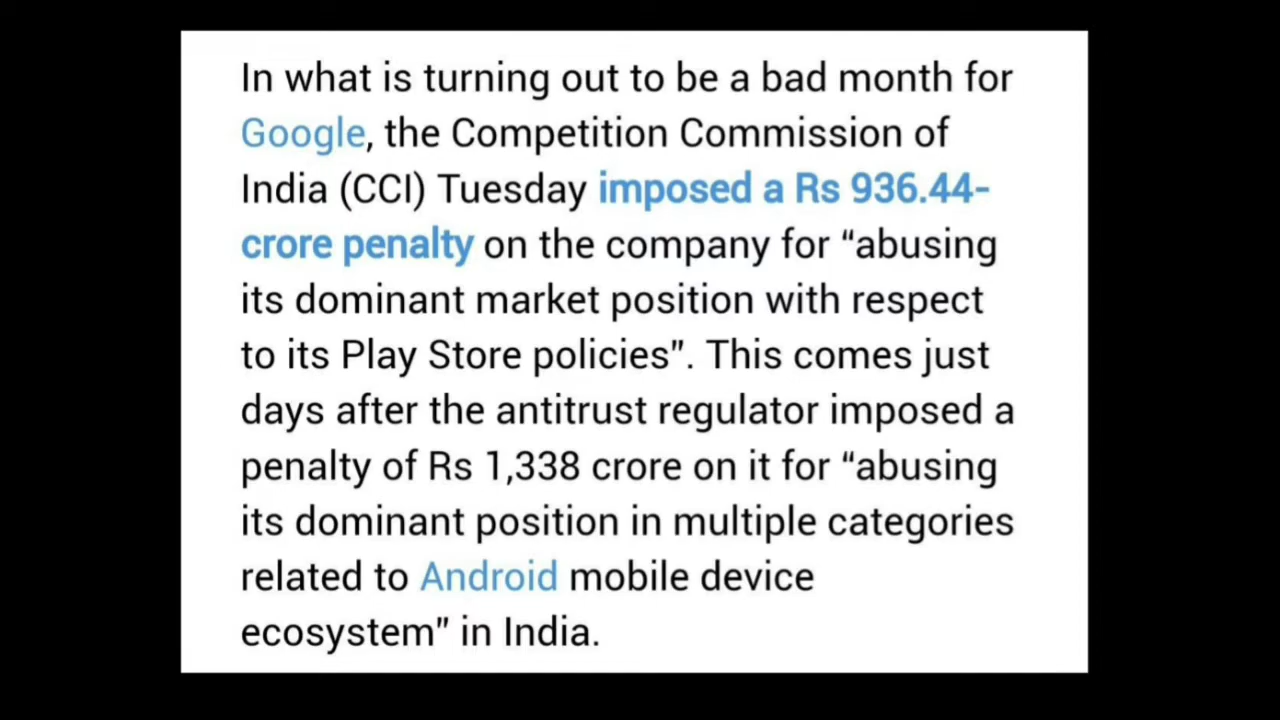 In what is turning out to be a bad month for
Google, the Competition Commission of
India (CCI) Tuesday imposed a Rs 936.44-
crore penalty on the company for “abusing
its dominant market position with respect
to its Play Store policies”. This comes just
days after the antitrust regulator imposed a
penalty of Rs 1,338 crore on it for “abusing
its dominant position in multiple categories
related to Android mobile device
ecosystem” in India.